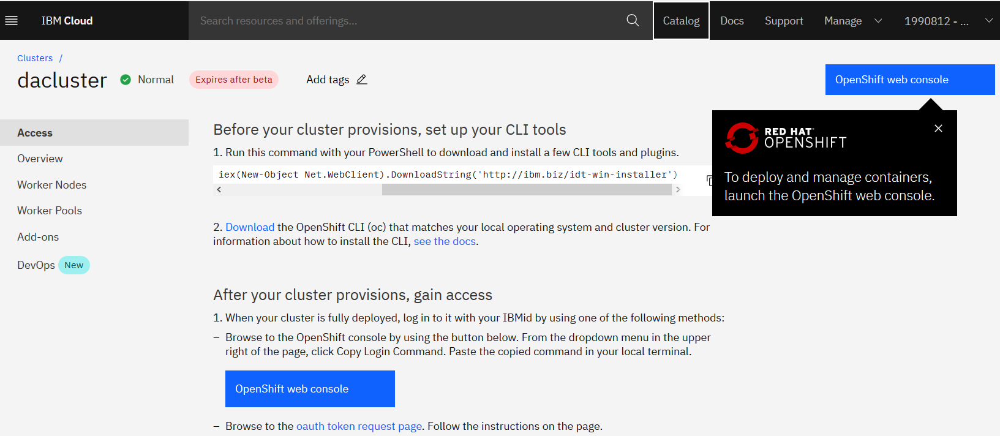 IBM Cloud
Search resources and offerings...
Catalog
Docs
Support
Manage
1990812 - ...
Clusters /
dacluster
Normal
Expires after beta
Add tags
OpenShift web console
Access
Overview
Worker Nodes
Worker Pools
Add-ons
DevOps New
Before your cluster provisions, set up your CLI tools
1. Run this command with your PowerShell to download and install a few CLI tools and plugins.
iex(New-Object Net.WebClient).DownloadString('http://ibm.biz/idt-win-installer')
2. Download the OpenShift CLI (oc) that matches your local operating system and cluster version. For
information about how to install the CLI, see the docs.
RED HAT
OPENSHIFT
To deploy and manage containers,
launch the OpenShift web console.
After your cluster provisions, gain access
1. When your cluster is fully deployed, log in to it with your IBMid by using one of the following methods:
– Browse to the OpenShift console by using the button below. From the dropdown menu in the upper
right of the page, click Copy Login Command. Paste the copied command in your local terminal.
OpenShift web console
– Browse to the oauth token request page. Follow the instructions on the page.